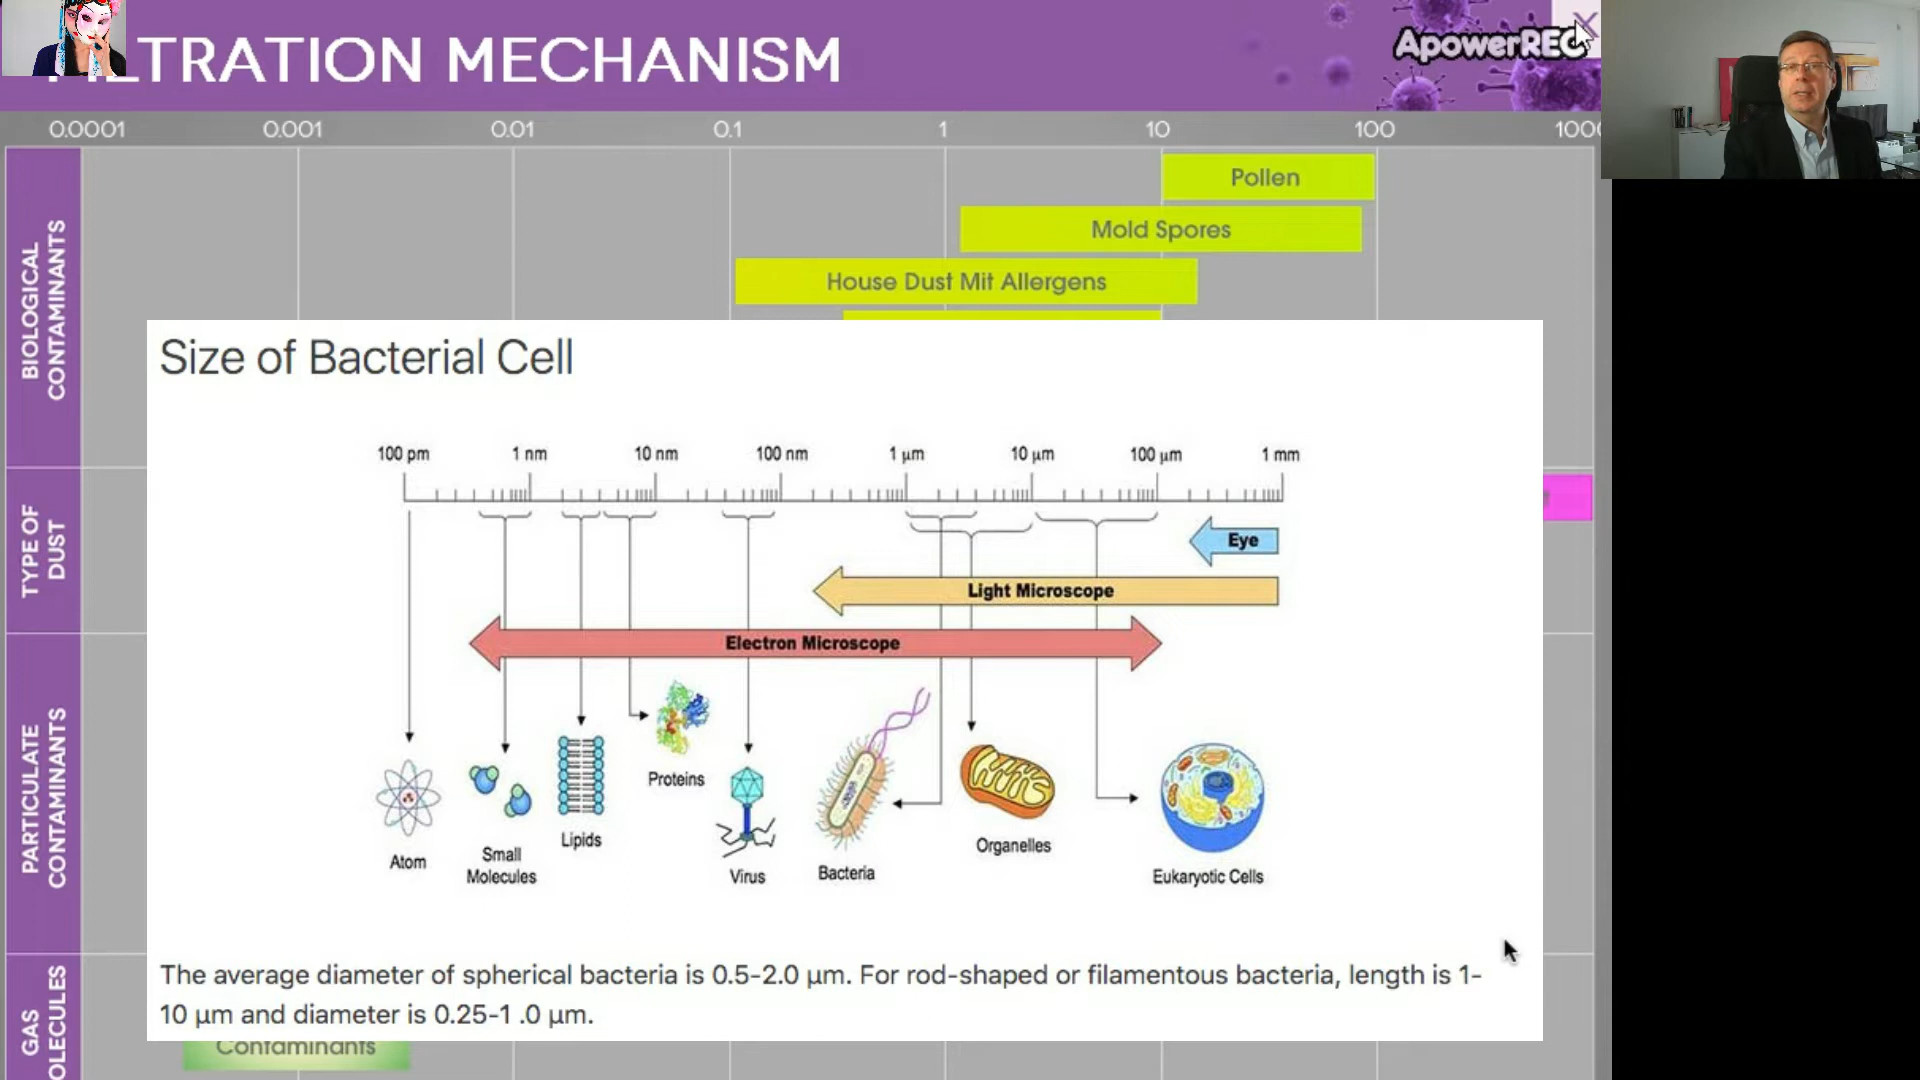 TRATION MECHANISM
ApowerREC
0.0001 0.001 0.01 0.1 1 10 100
BIOLOGICAL
CONTAMINANTS
Pollen
Mold Spores
House Dust Mit Allergens
Size of Bacterial Cell
100 pm 1 nm 10 nm 100 nm 1 µm 10 µm 100 µm 1 mm
TYPE OF
DUST
Eye
Light Microscope
Electron Microscope
PARTICULATE
CONTAMINANTS
Proteins
Lipids
Organelles
Atom
Small
Molecules
Virus
Bacteria
Eukaryotic Cells
The average diameter of spherical bacteria is 0.5-2.0 µm. For rod-shaped or filamentous bacteria, length is 1-
10 µm and diameter is 0.25-1 .0 µm.
GAS
OLECULES
Contaminants